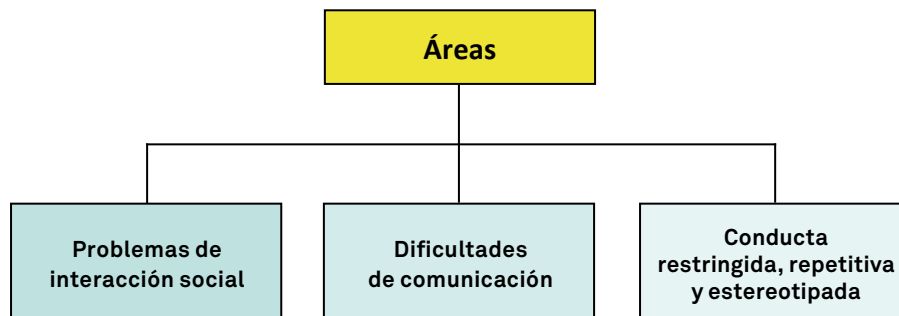 Áreas
Problemas de
interacción social
Dificultades
de comunicación
Conducta
restringida, repetitiva
y estereotipada